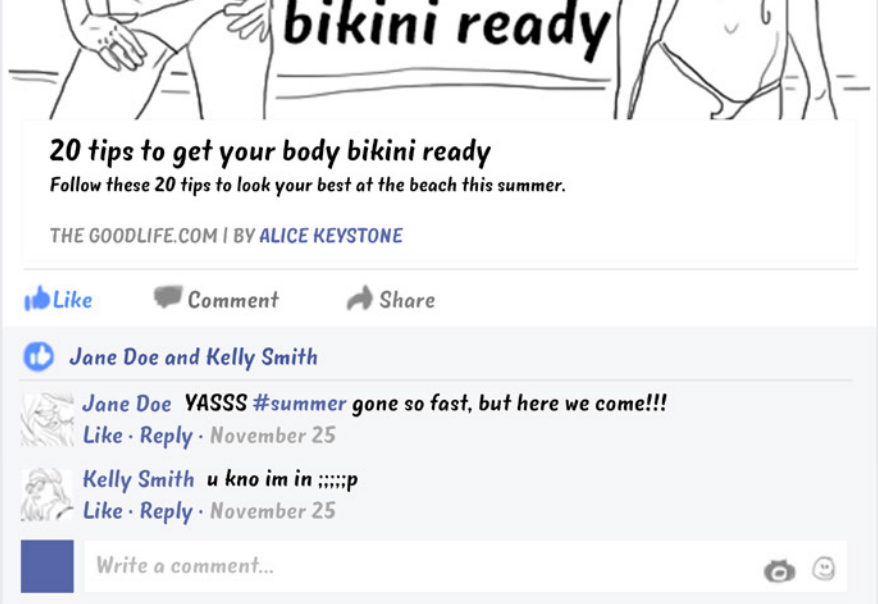 bikini ready
20 tips to get your body bikini ready
Follow these 20 tips to look your best at the beach this summer.
THE GOODLIFE.COM | BY ALICE KEYSTONE
Like Comment Share
Jane Doe and Kelly Smith
Jane Doe YASSS #summer gone so fast, but here we come!!!
Like · Reply · November 25
Kelly Smith u kno im in ;;;;;p
Like · Reply · November 25
Write a comment...